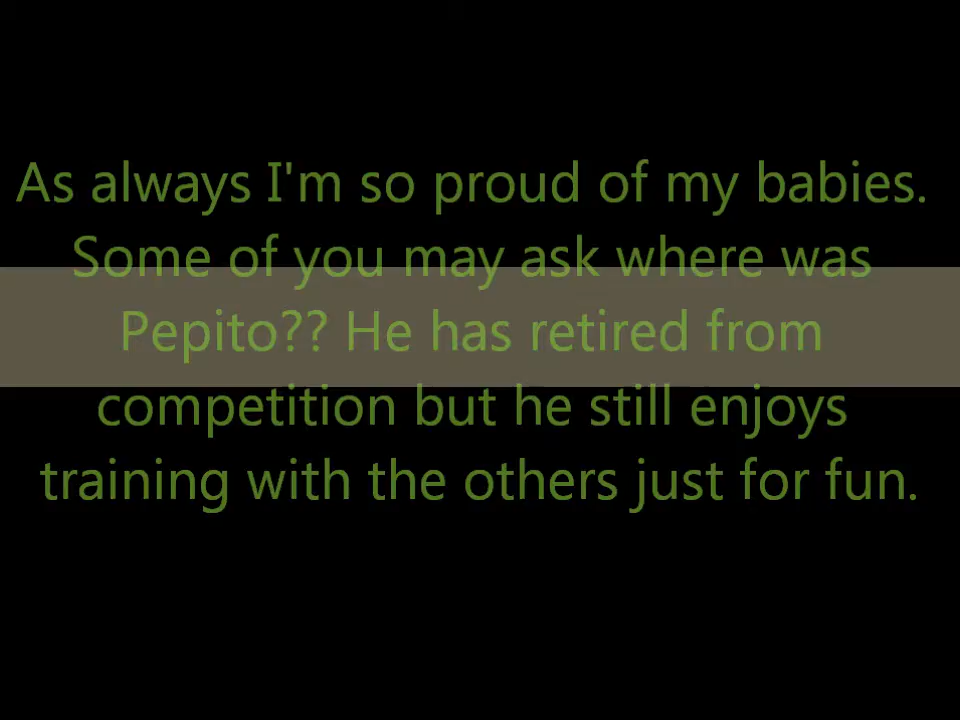 As always I'm so proud of my babies.
Some of you may ask where was
Pepito?? He has retired from
competition but he still enjoys
training with the others just for fun.